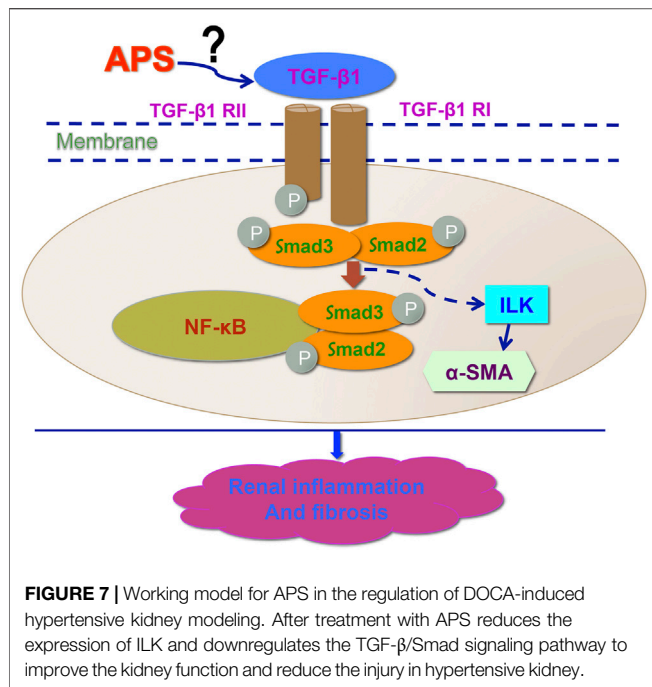 ?
APS
TGF-β1
TGF-β1 RII
TGF-β1 RI
Membrane
P
P
P
Smad3
Smad2
NF-κB
Smad3
P
P
Smad2
ILK
α-SMA
Renal inflammation
And fibrosis
FIGURE 7 | Working model for APS in the regulation of DOCA-induced
hypertensive kidney modeling. After treatment with APS reduces the
expression of ILK and downregulates the TGF-β/Smad signaling pathway to
improve the kidney function and reduce the injury in hypertensive kidney.